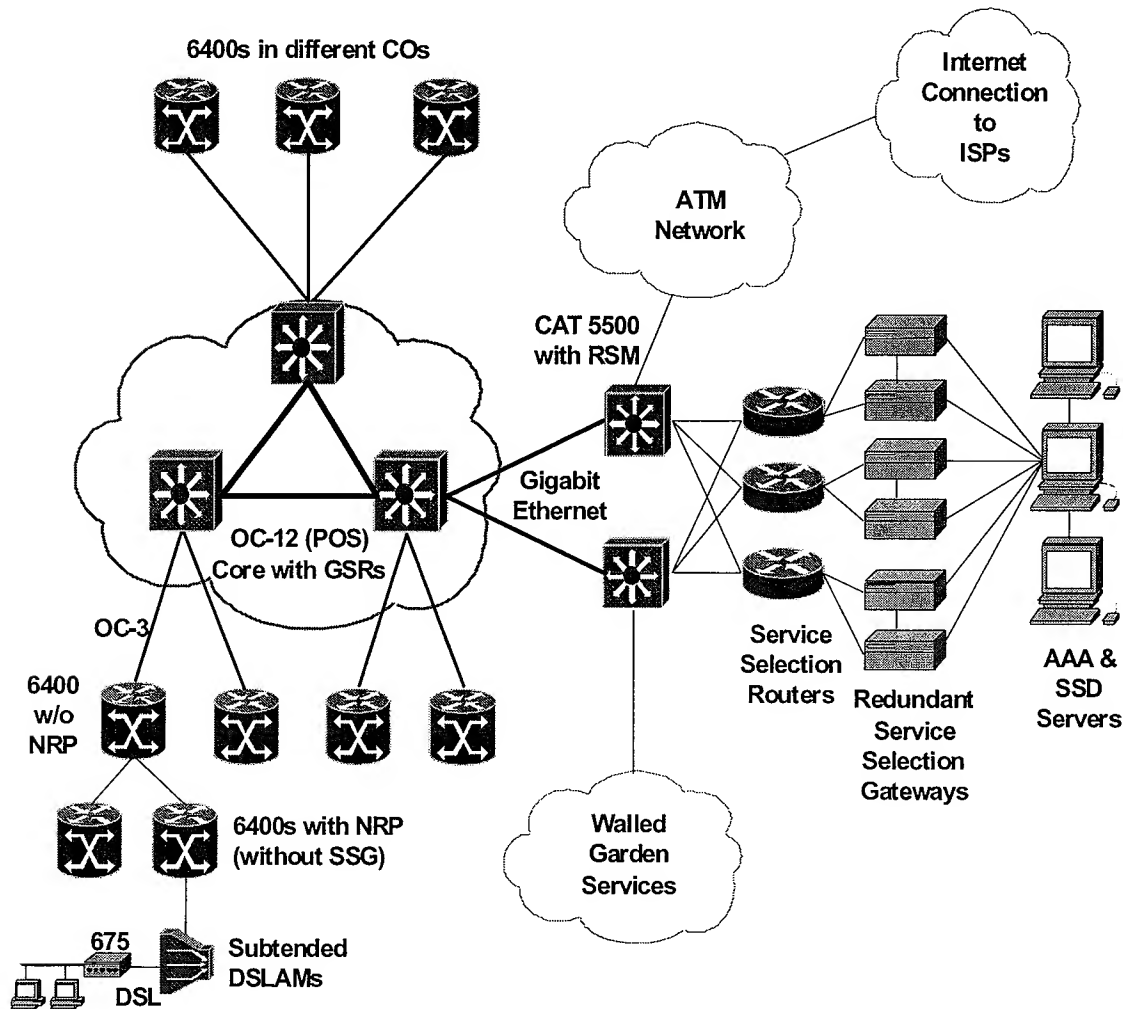 6400s in different COs
Internet
Connection
to
ISPs
ATM
Network
CAT 5500
with RSM
Gigabit
Ethernet
OC-12 (POS)
Core with GSRs
OC-3
Service
Selection
Routers
Redundant
Service
Selection
Gateways
AAA &
SSD
Servers
6400
w/o
NRP
6400s with NRP
(without SSG)
Walled
Garden
Services
675
DSL
Subtended
DSLAMs